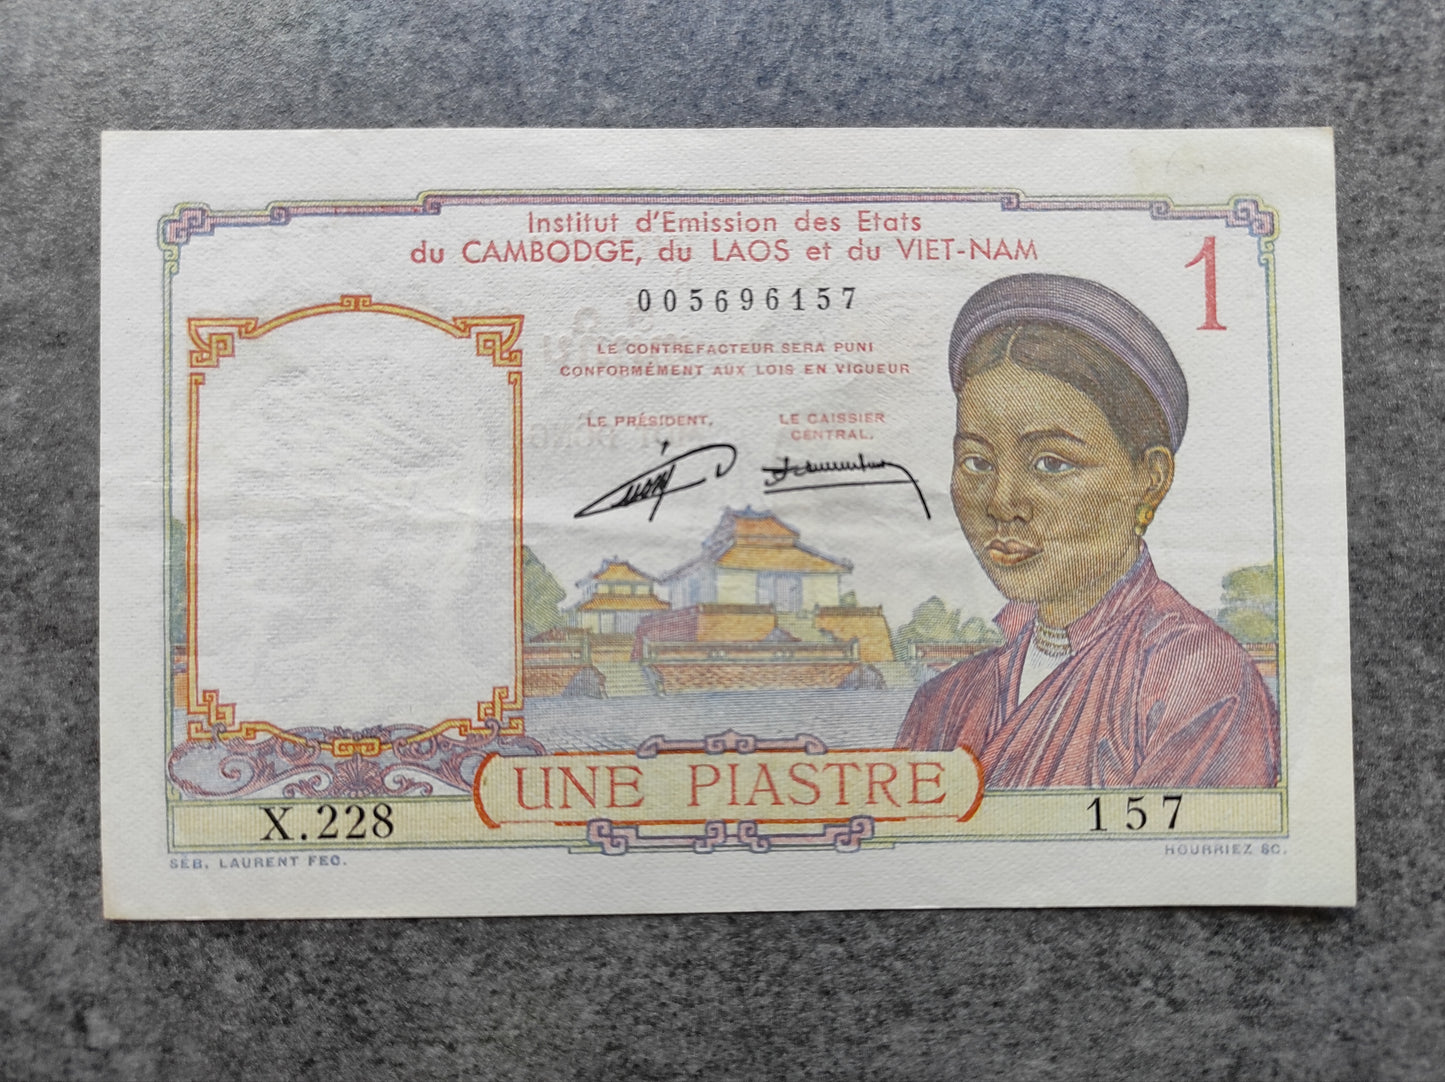 Institut d'Emission des Etats
du CAMBODGE, du LAOS et du VIET-NAM
1
005696157
LE CONTREFACTEUR SERA PUNI
CONFORMÉMENT AUX LOIS EN VIGUEUR
LE PRÉSIDENT,
LE CAISSIER
CENTRAL,
UNE PIASTRE
X.228
157
SÉB. LAURENT FEC.
HOURRIEZ SC.